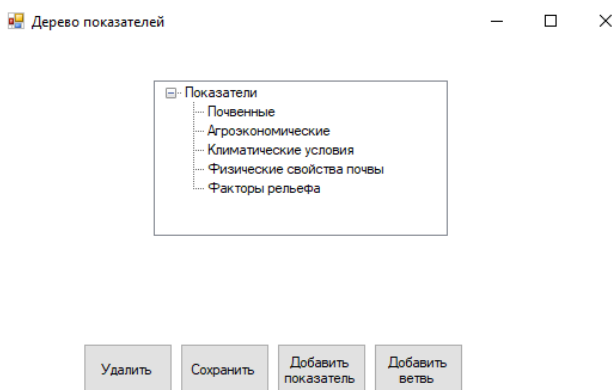 Дерево показателей
Показатели
Почвенные
Агроэкономические
Климатические условия
Физические свойства почвы
Факторы рельефа
Удалить
Сохранить
Добавить
показатель
Добавить
ветвь